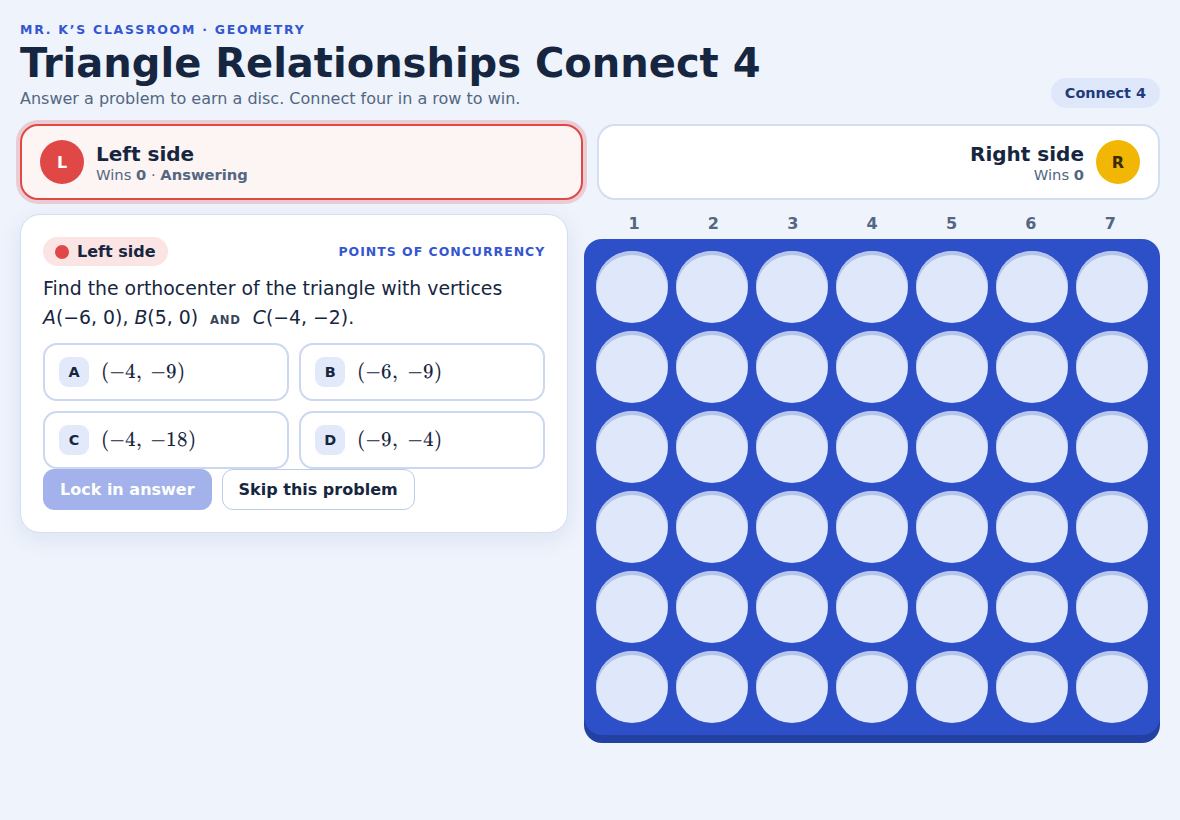 MR. K’S CLASSROOM · GEOMETRY
Triangle Relationships Connect 4
Answer a problem to earn a disc. Connect four in a row to win.
Connect 4
L
Left side
Wins 0 · Answering
Right side
Wins 0
R
Left side
POINTS OF CONCURRENCY
Find the orthocenter of the triangle with vertices
A(−6, 0), B(5, 0) AND C(−4, −2).
A (−4, −9)
B (−6, −9)
C (−4, −18)
D (−9, −4)
Lock in answer
Skip this problem
1 2 3 4 5 6 7